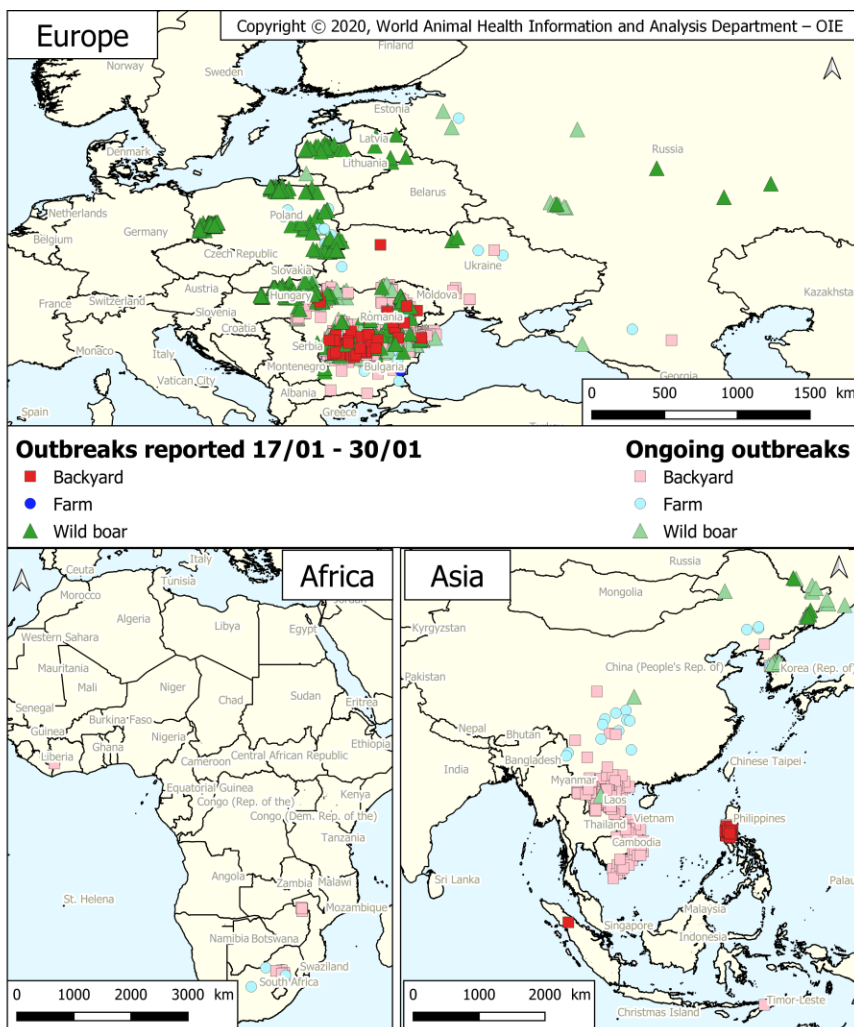 Europe
Copyright © 2020, World Animal Health Information and Analysis Department – OIE
Finland
Norway
Sweden
Estonia
Russia
Latvia
Denmark
Lithuania
Belarus
Netherlands
Poland
Germany
Belgium
Czech Republic
Ukraine
Slovakia
Austria
Moldova
Kazakhstan
France
Switzerland
Hungary
Slovenia
Romania
Croatia
Monaco
Italy
Serbia
Montenegro
Bulgaria
Vatican City
Georgia
Albania
Spain
Greece
0 500 1000 1500 km
Outbreaks reported 17/01 - 30/01
Backyard
Farm
Wild boar
Ongoing outbreaks
Backyard
Farm
Wild boar
Africa
Italy
Ceuta
Tunisia
Morocco
Algeria
Libya
Egypt
Western Sahara
Mauritania
Mali
Niger
Chad
Sudan
Eritrea
Senegal
Burkina Faso
Guinea
Nigeria
Ethiopia
Ghana
Liberia
Central African Republic
Cameroon
Equatorial Guinea
Kenya
Congo (Rep. of the)
Congo (Dem. Rep. of the)
Tanzania
Angola
Malawi
Zambia
St. Helena
Mozambique
Namibia
Botswana
Swaziland
South Africa
0 1000 2000 3000 km
Asia
Russia
Mongolia
Kyrgyzstan
China (People's Rep. of)
Korea (Rep. of)
Pakistan
Nepal
Bhutan
Bangladesh
Chinese Taipei
India
Myanmar
Laos
Vietnam
Philippines
Thailand
Cambodia
Sri Lanka
Palau
Malaysia
Singapore
Indonesia
Timor-Leste
Christmas Island
0 1000 2000 km